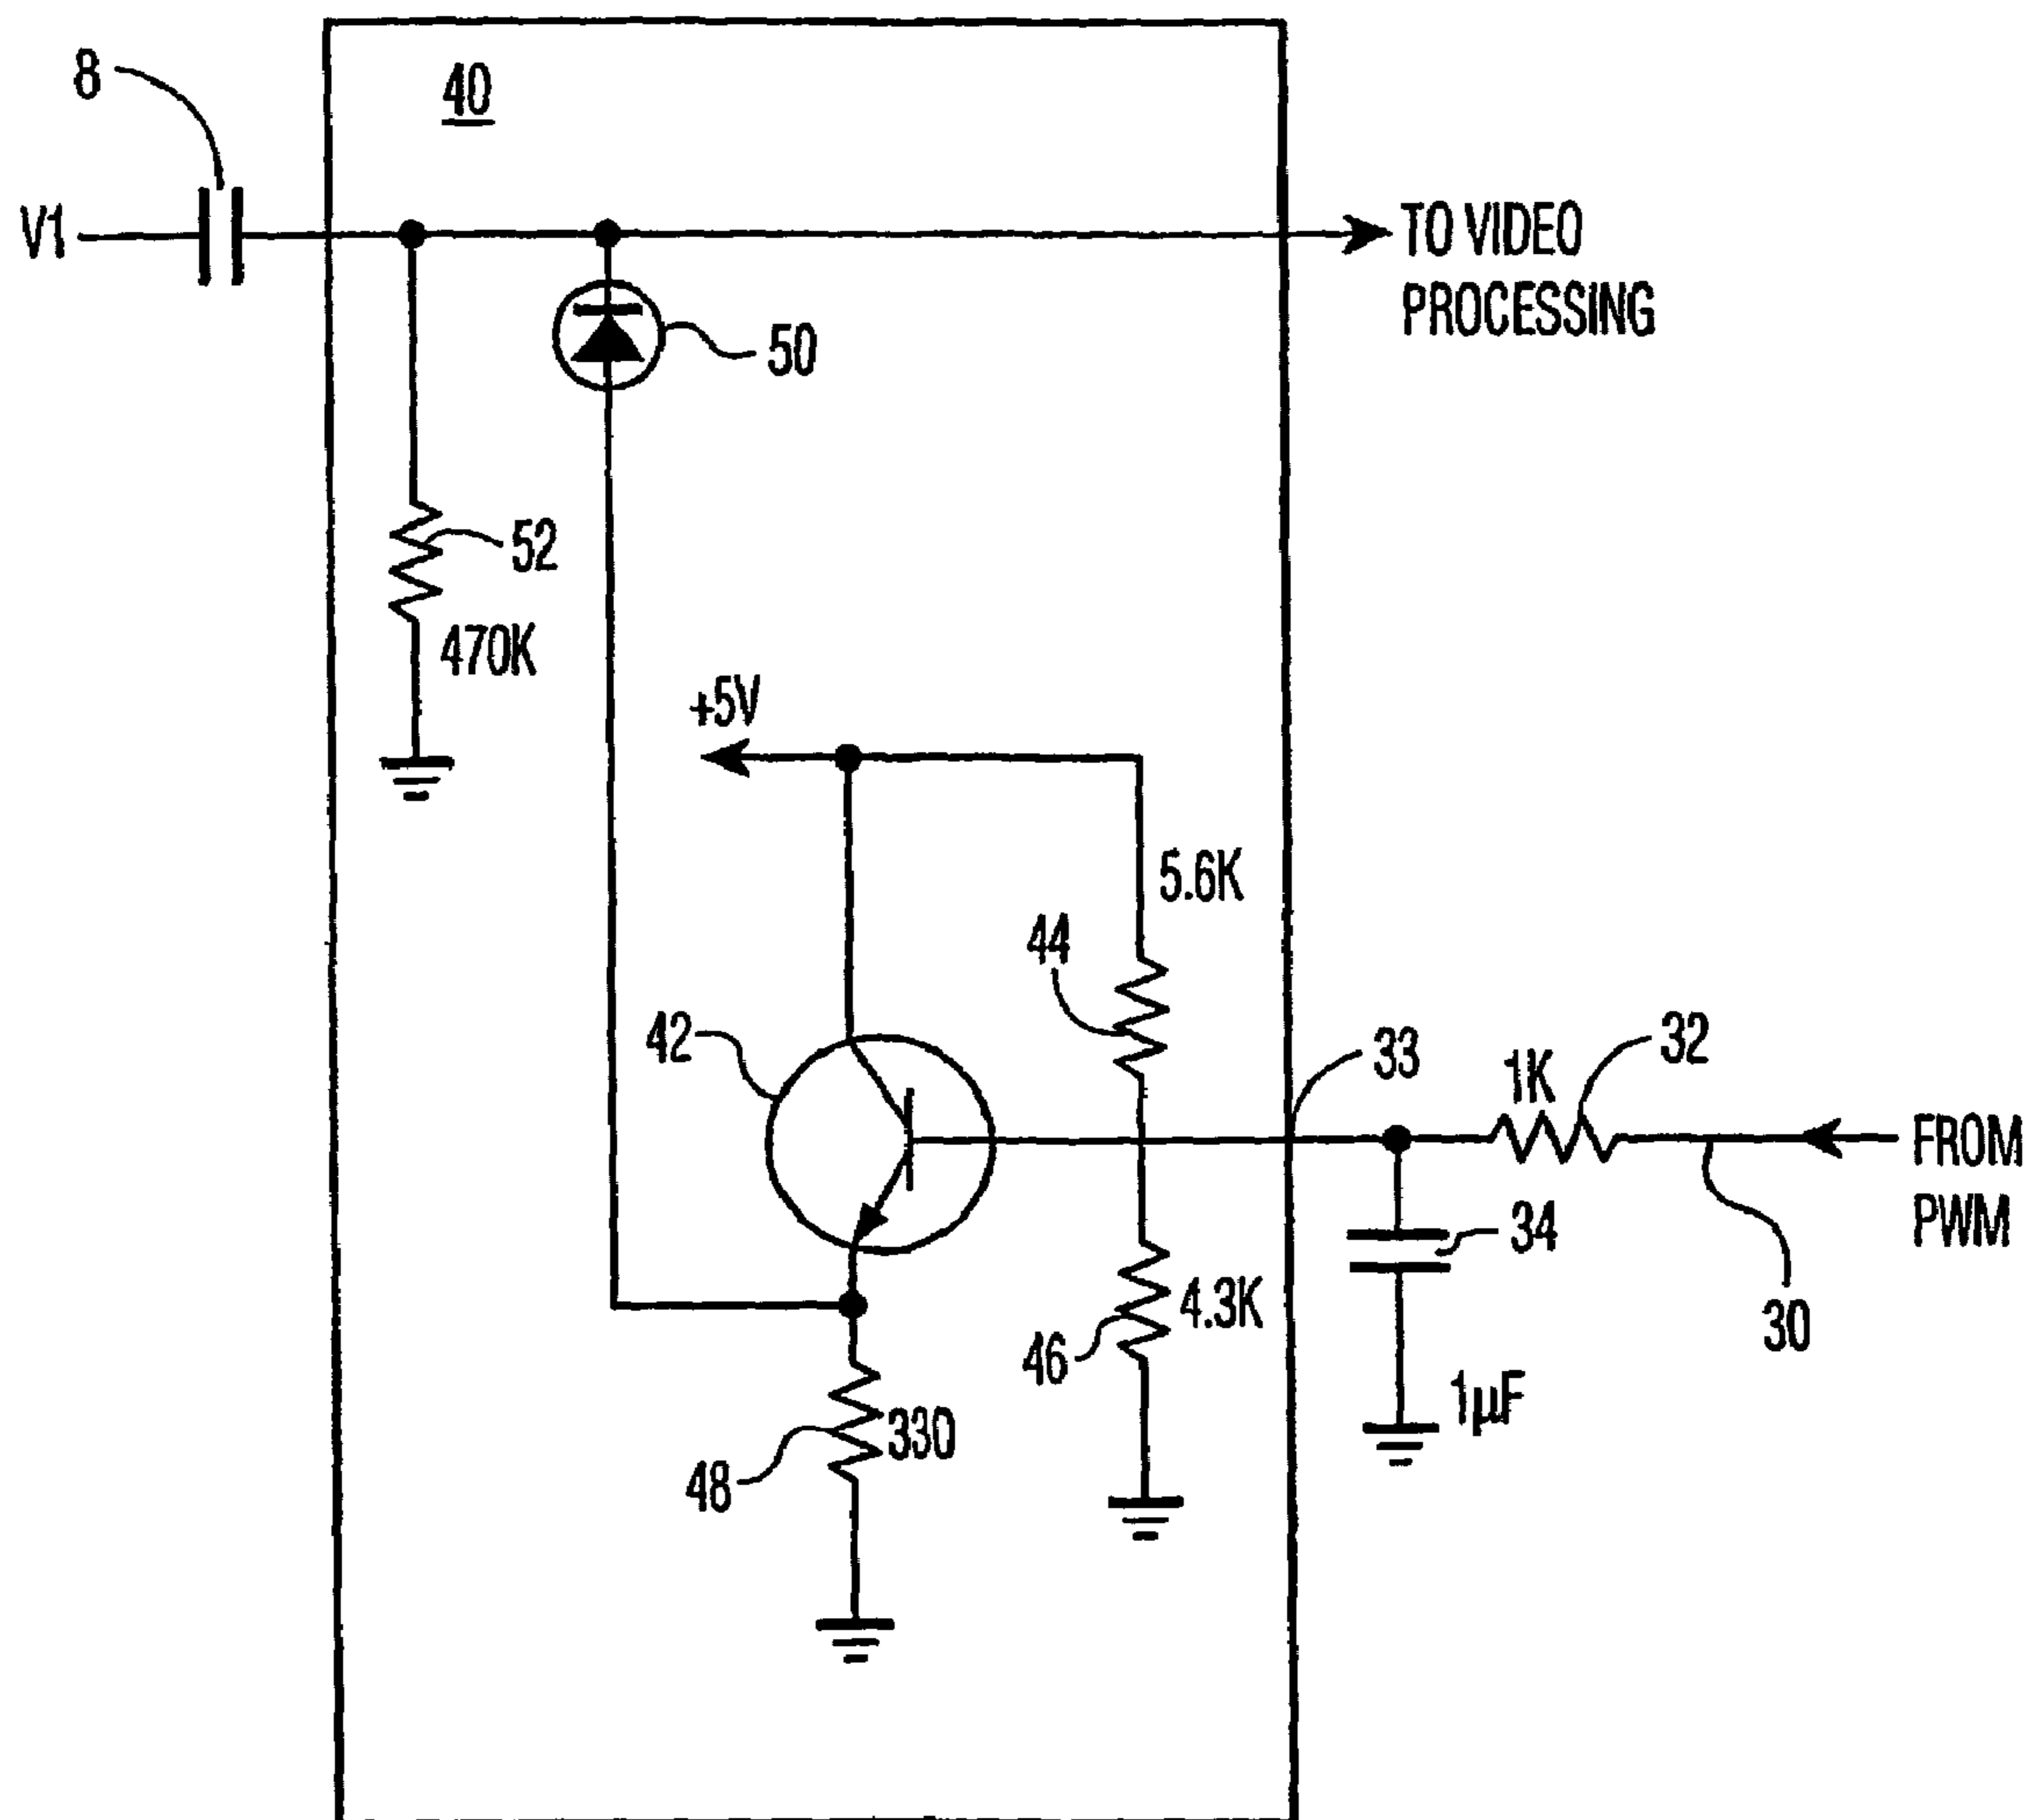 8
40
V1
TO VIDEO
PROCESSING
50
52
470K
+5V
5.6K
44
42
33
1K
32
FROM
PWM
34
30
46
4.3K
1µF
48
330